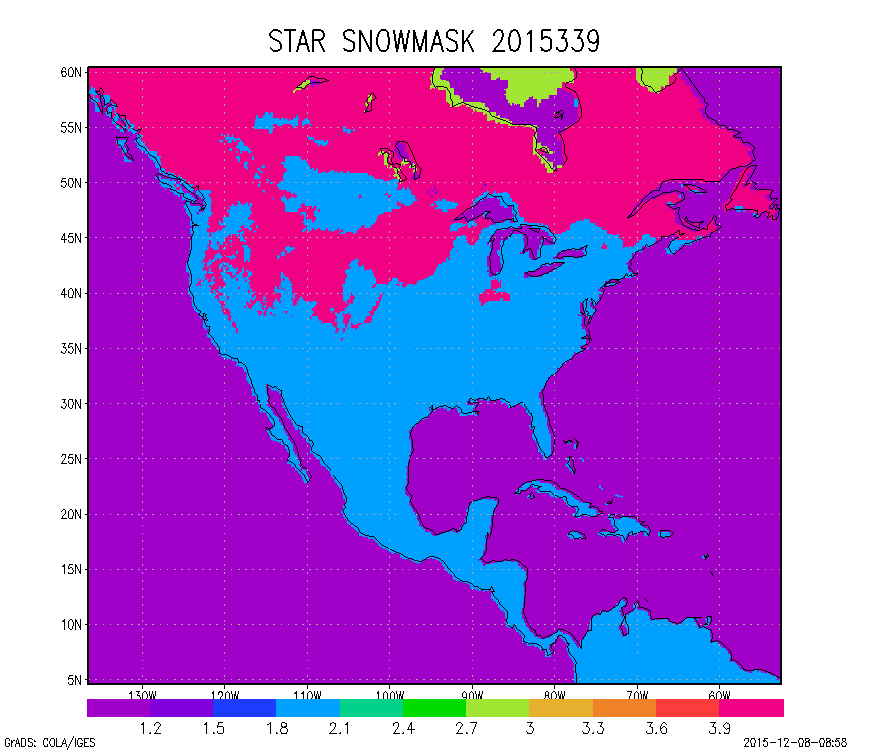 STAR SNOWMASK 2015339
60N
55N
50N
45N
40N
35N
30N
25N
20N
15N
10N
5N
130W 120W 110W 100W 90W 80W 70W 60W
1.2 1.5 1.8 2.1 2.4 2.7 3 3.3 3.6 3.9
GrADS: COLA/IGES 2015-12-08-08:58